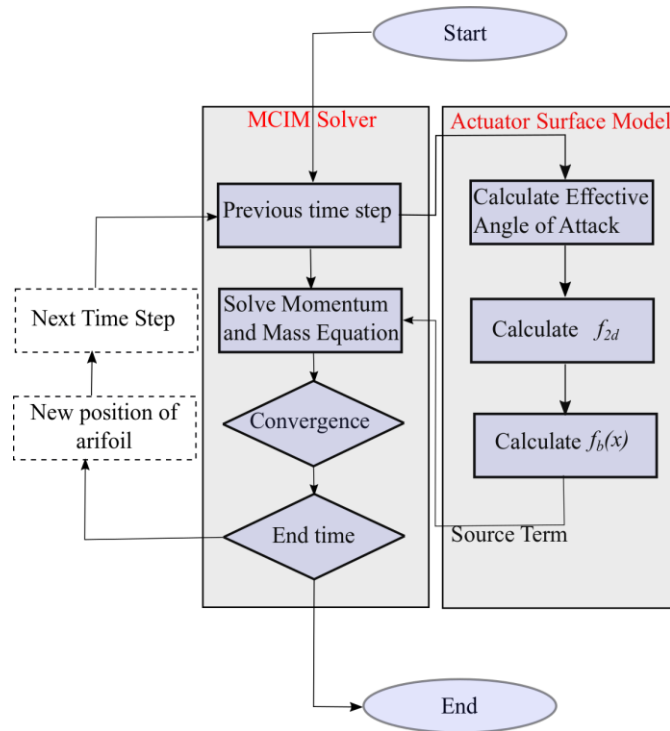 Start
MCIM Solver
Actuator Surface Model
Previous time step
Calculate Effective
Angle of Attack
Solve Momentum
and Mass Equation
Next Time Step
Calculate f2d
New position of
arifoil
Convergence
Calculate fb(x)
End time
Source Term
End